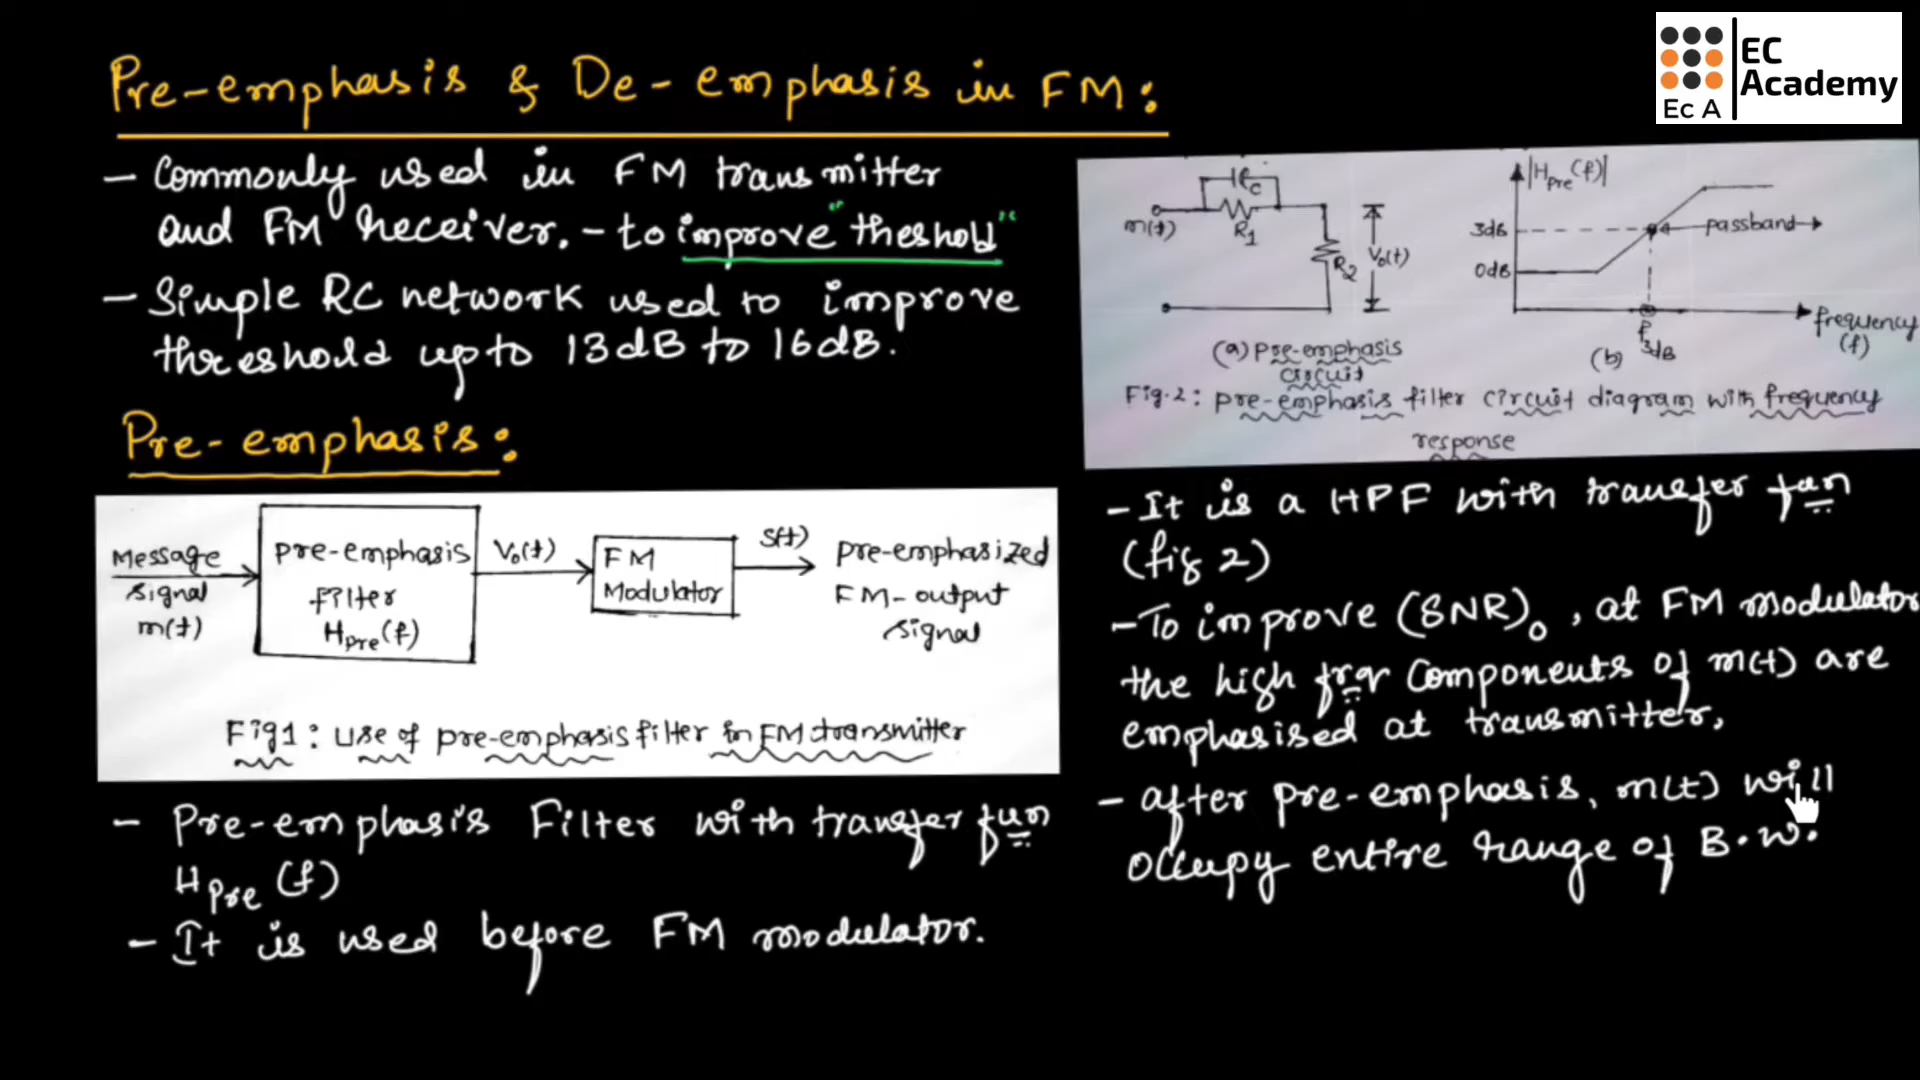 Pre-emphasis & De-emphasis in FM:
EC
Academy
Ec A
- Commonly used in FM transmitter
and FM Receiver. - to improve "theshold"
- Simple RC network used to improve
threshold upto 13dB to 16dB.
Pre-emphasis:
Message
signal
m(t)
pre-emphasis
filter
Hpre(f)
Vo(t)
FM
Modulator
S(t)
pre-emphasized
FM-output
signal
Fig1: use of pre-emphasis filter in FM transmitter
- Pre-emphasis Filter with transfer fun
Hpre (f)
- It is used before FM modulator.
m(t)
C
R1
R2
Vo(t)
(a) pre-emphasis
circuit
|Hpre(f)|
3dB
0dB
passband
f3dB
frequency
(f)
(b)
Fig.2: pre-emphasis filter circuit diagram with frequency
response
- It is a HPF with transfer fun
(fig 2)
- To improve (SNR)o, at FM modulator
the high frqr components of m(t) are
emphasised at transmitter,
- after pre-emphasis, m(t) will
occupy entire range of B.W.